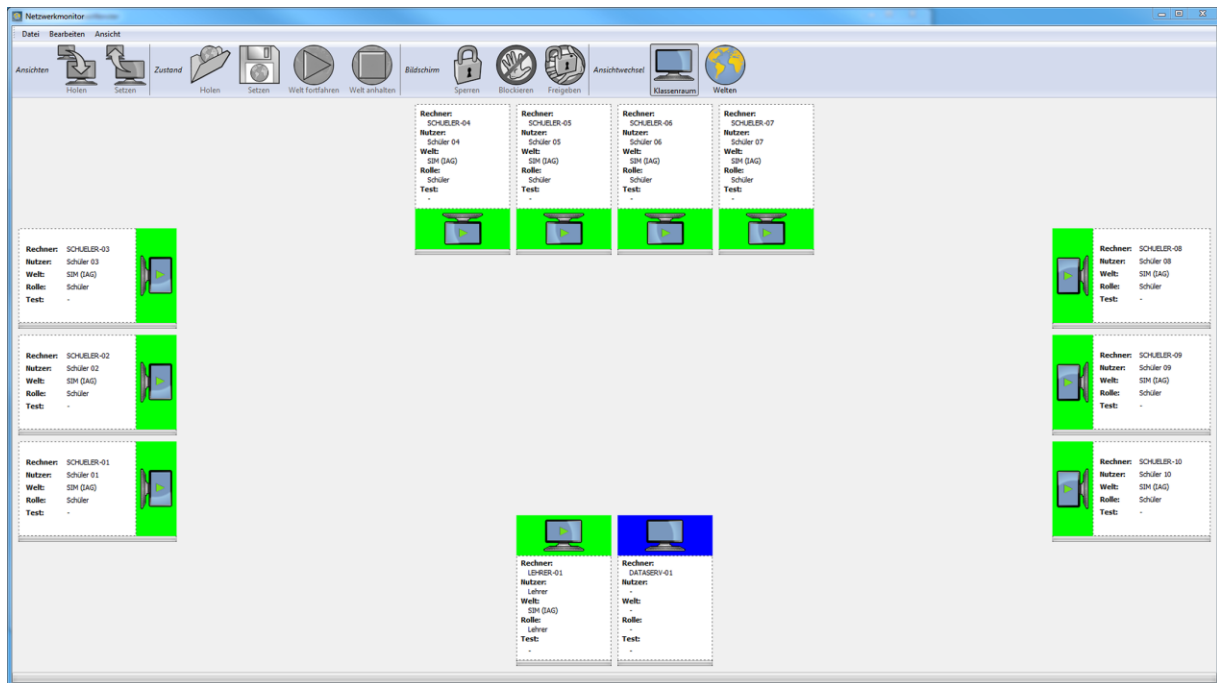 Netzwerkmonitor
Datei Bearbeiten Ansicht
Ansichten Holen Setzen Zustand Holen Setzen Welt fortfahren Welt anhalten Bildschirm Sperren Blockieren Freigeben Ansichtwechsel Klassenraum Welten
Rechner:
SCHUELER-04
Nutzer:
Schüler 04
Welt:
SIM (IAG)
Rolle:
Schüler
Test:
-
Rechner:
SCHUELER-05
Nutzer:
Schüler 05
Welt:
SIM (IAG)
Rolle:
Schüler
Test:
-
Rechner:
SCHUELER-06
Nutzer:
Schüler 06
Welt:
SIM (IAG)
Rolle:
Schüler
Test:
-
Rechner:
SCHUELER-07
Nutzer:
Schüler 07
Welt:
SIM (IAG)
Rolle:
Schüler
Test:
-
Rechner: SCHUELER-03
Nutzer: Schüler 03
Welt: SIM (IAG)
Rolle: Schüler
Test: -
Rechner: SCHUELER-08
Nutzer: Schüler 08
Welt: SIM (IAG)
Rolle: Schüler
Test: -
Rechner: SCHUELER-02
Nutzer: Schüler 02
Welt: SIM (IAG)
Rolle: Schüler
Test: -
Rechner: SCHUELER-09
Nutzer: Schüler 09
Welt: SIM (IAG)
Rolle: Schüler
Test: -
Rechner: SCHUELER-01
Nutzer: Schüler 01
Welt: SIM (IAG)
Rolle: Schüler
Test: -
Rechner: SCHUELER-10
Nutzer: Schüler 10
Welt: SIM (IAG)
Rolle: Schüler
Test: -
Rechner:
LEHRER-01
Nutzer:
Lehrer
Welt:
SIM (IAG)
Rolle:
Lehrer
Test:
-
Rechner:
DATASERV-01
Nutzer:
-
Welt:
-
Rolle:
-
Test:
-